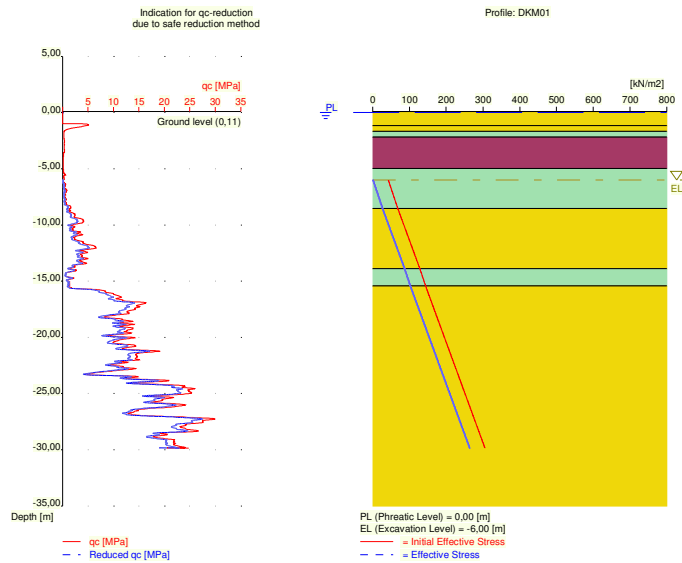 Indication for qc-reduction
due to safe reduction method
Profile: DKM01
5,00
qc [MPa]
5 10 15 20 25 30 35
0,00
Ground level (0,11)
-5,00
-10,00
-15,00
-20,00
-25,00
-30,00
-35,00
Depth [m]
qc [MPa]
Reduced qc [MPa]
[kN/m2]
PL
0 100 200 300 400 500 600 700 800
EL
PL (Phreatic Level) = 0,00 [m]
EL (Excavation Level) = -6,00 [m]
= Initial Effective Stress
= Effective Stress